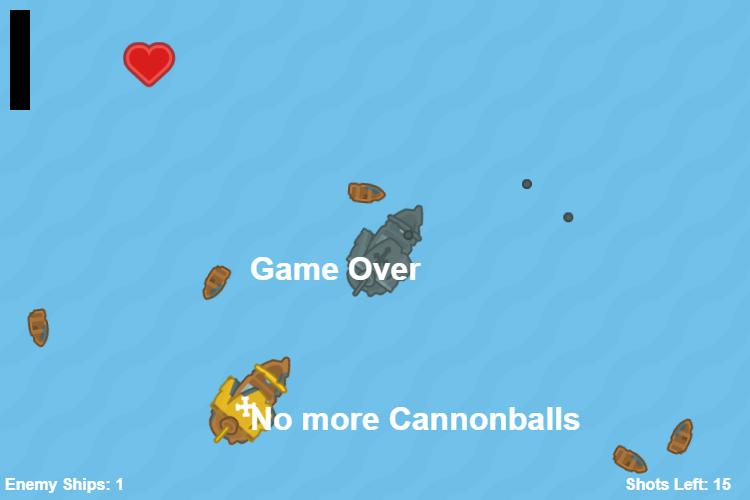 Game Over
No more Cannonballs
Enemy Ships: 1
Shots Left: 15